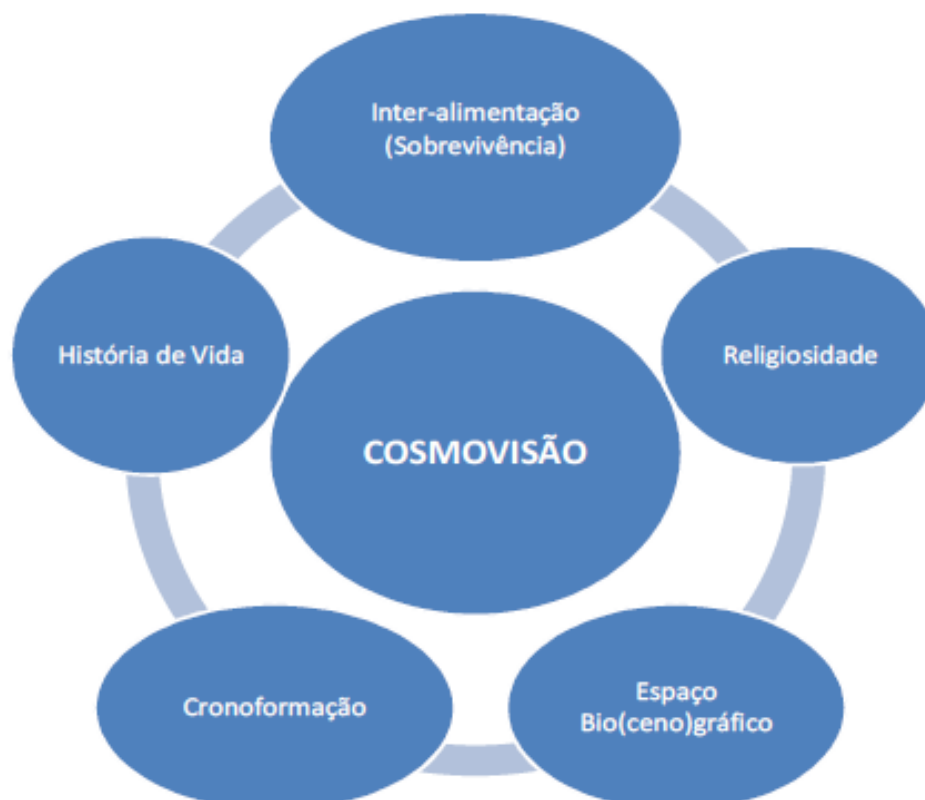 Inter-alimentação
(Sobrevivência)
História de Vida
Religiosidade
COSMOVISÃO
Cronoformação
Espaço
Bio(ceno)gráfico